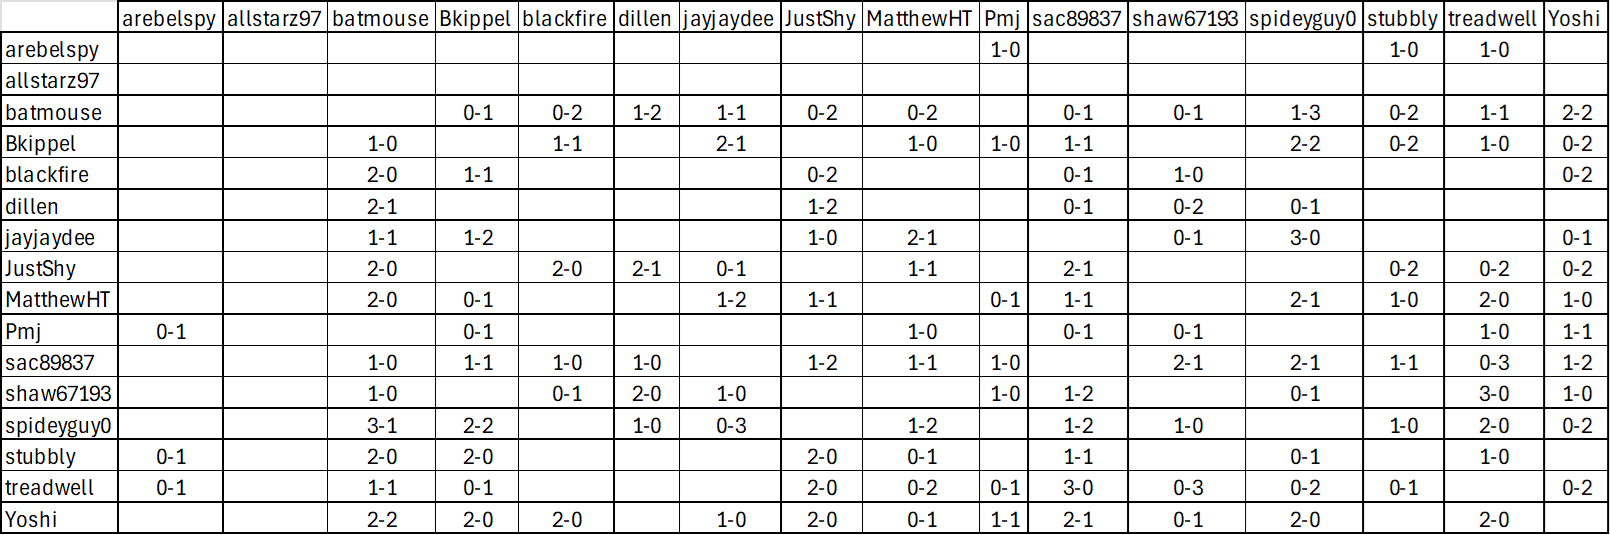 arebelspy allstarz97 batmouse Bkippel blackfire dillen jayjaydee JustShy MatthewHT Pmj sac89837 shaw67193 spideyguy0 stubbly treadwell Yoshi
arebelspy 1-0 1-0 1-0
allstarz97
batmouse 0-1 0-2 1-2 1-1 0-2 0-2 0-1 0-1 1-3 0-2 1-1 2-2
Bkippel 1-0 1-1 2-1 1-0 1-0 1-1 2-2 0-2 1-0 0-2
blackfire 2-0 1-1 0-2 0-1 1-0 0-2
dillen 2-1 1-2 0-1 0-2 0-1
jayjaydee 1-1 1-2 1-0 2-1 0-1 3-0 0-1
JustShy 2-0 2-0 2-1 0-1 1-1 2-1 0-2 0-2 0-2
MatthewHT 2-0 0-1 1-2 1-1 0-1 1-1 2-1 1-0 2-0 1-0
Pmj 0-1 0-1 1-0 0-1 0-1 1-0 1-1
sac89837 1-0 1-1 1-0 1-0 1-2 1-1 1-0 2-1 2-1 1-1 0-3 1-2
shaw67193 1-0 0-1 2-0 1-0 1-0 1-2 0-1 3-0 1-0
spideyguy0 3-1 2-2 1-0 0-3 1-2 1-2 1-0 1-0 2-0 0-2
stubbly 0-1 2-0 2-0 2-0 0-1 1-1 0-1 1-0
treadwell 0-1 1-1 0-1 2-0 0-2 0-1 3-0 0-3 0-2 0-1 0-2
Yoshi 2-2 2-0 2-0 1-0 2-0 0-1 1-1 2-1 0-1 2-0 2-0